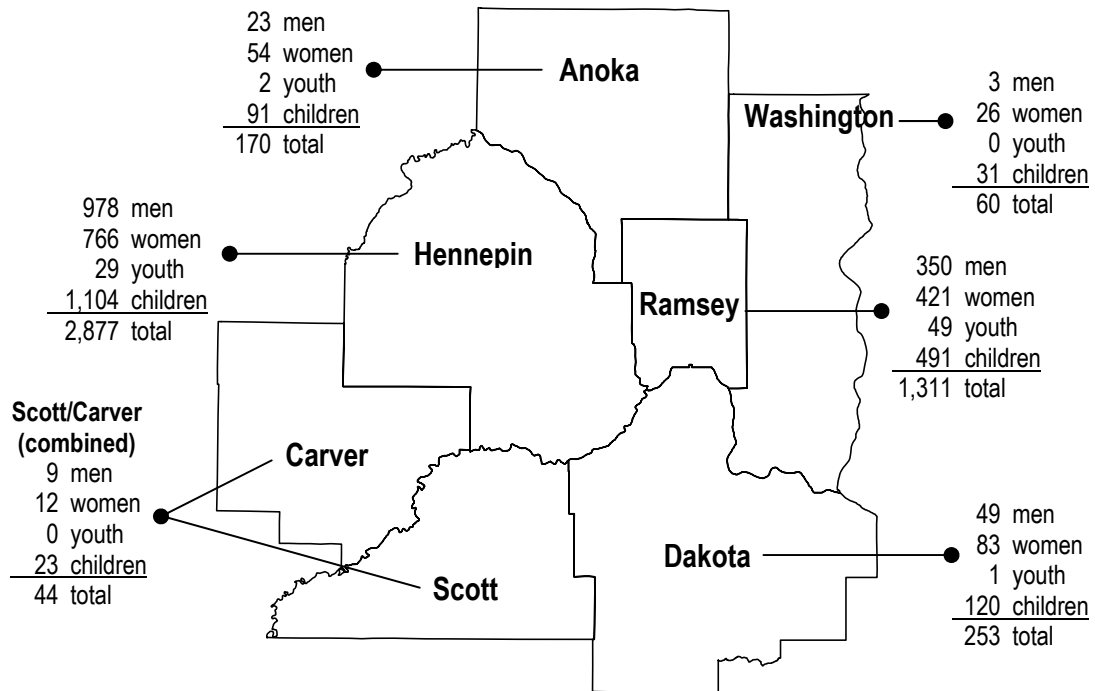 23 men
54 women
2 youth
91 children
170 total
Anoka
3 men
26 women
0 youth
31 children
60 total
Washington
978 men
766 women
29 youth
1,104 children
2,877 total
Hennepin
350 men
421 women
49 youth
491 children
1,311 total
Ramsey
Scott/Carver
(combined)
9 men
12 women
0 youth
23 children
44 total
Carver
Scott
49 men
83 women
1 youth
120 children
253 total
Dakota